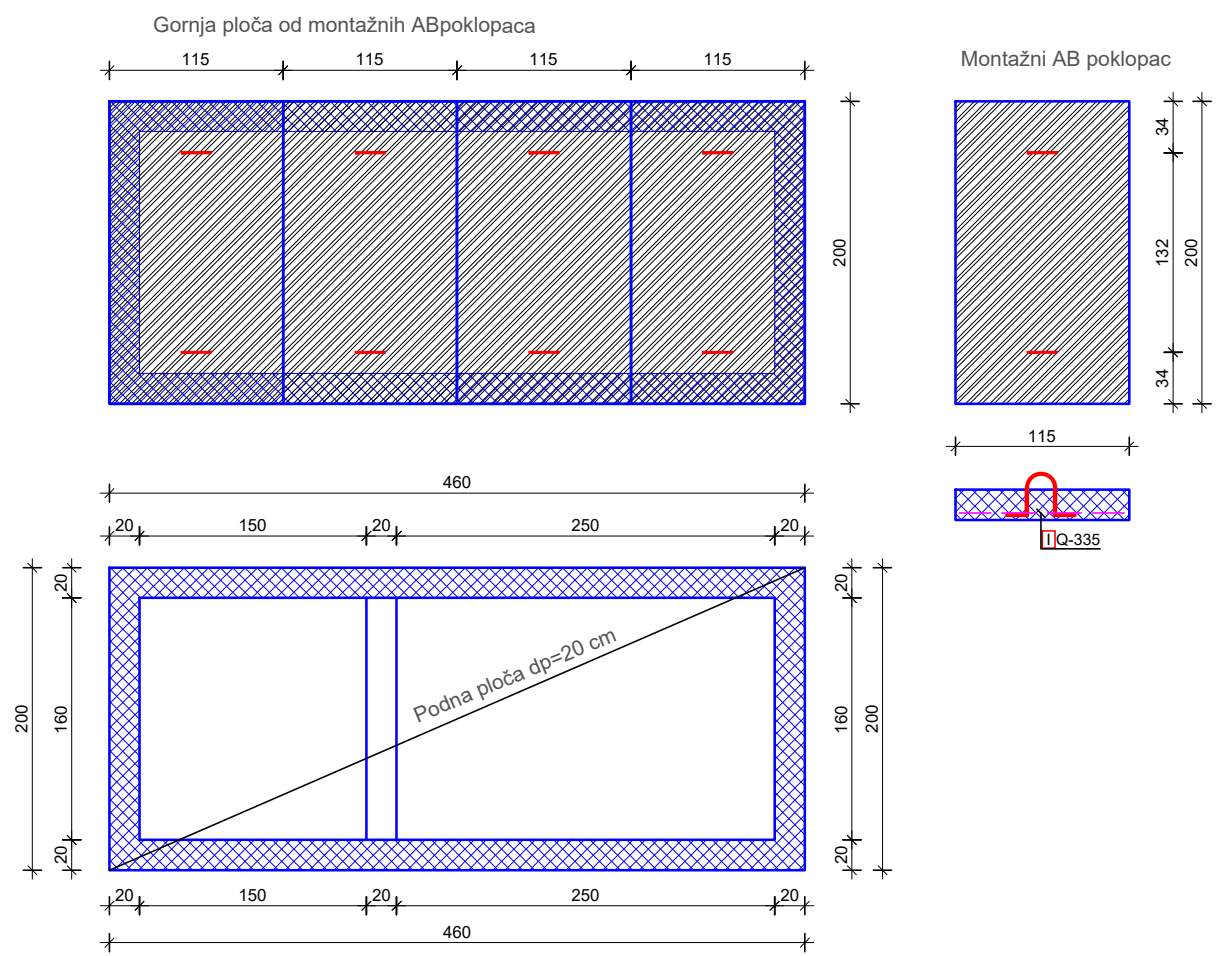 Gornja ploča od montažnih ABpoklopaca
115 115 115 115
200
Montažni AB poklopac
34
132
34
200
115
I Q-335
460
20 150 20 250 20
20
160
20
200
Podna ploča dp=20 cm
20
160
20
200
20 150 20 250 20
460